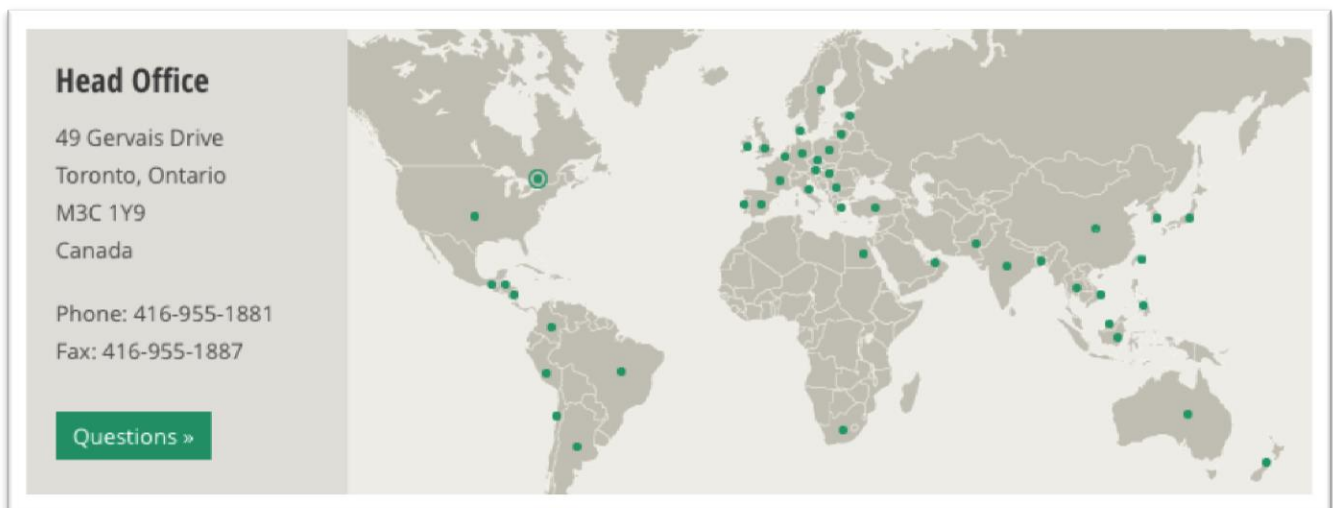 Head Office
49 Gervais Drive
Toronto, Ontario
M3C 1Y9
Canada
Phone: 416-955-1881
Fax: 416-955-1887
Questions »